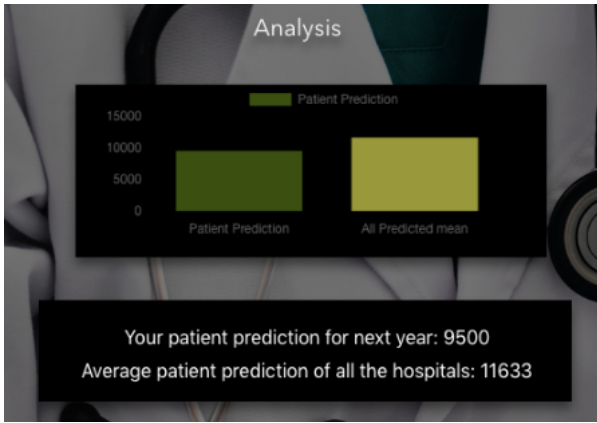 Analysis
Patient Prediction
15000
10000
5000
0
Patient Prediction
All Predicted mean
Your patient prediction for next year: 9500
Average patient prediction of all the hospitals: 11633